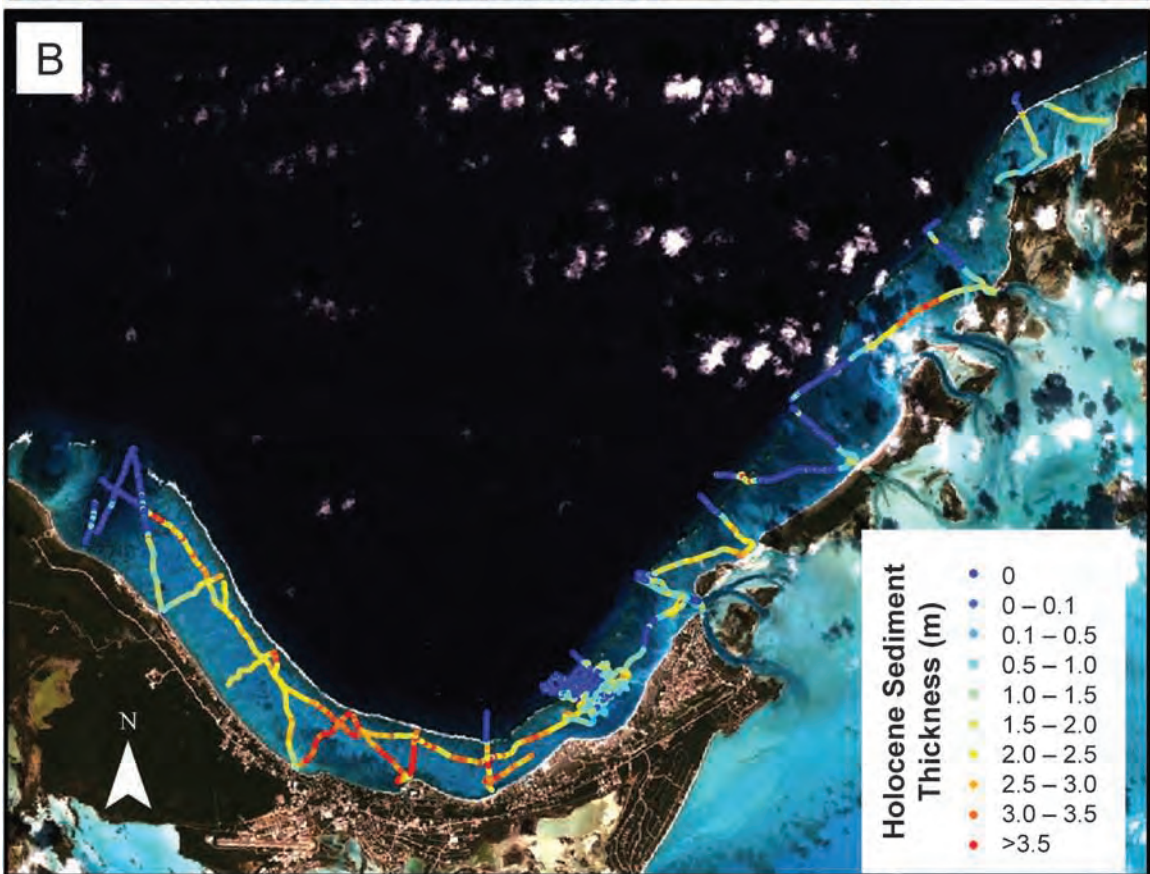 B
N
Holocene Sediment
Thickness (m)
0
0 – 0.1
0.1 – 0.5
0.5 – 1.0
1.0 – 1.5
1.5 – 2.0
2.0 – 2.5
2.5 – 3.0
3.0 – 3.5
>3.5